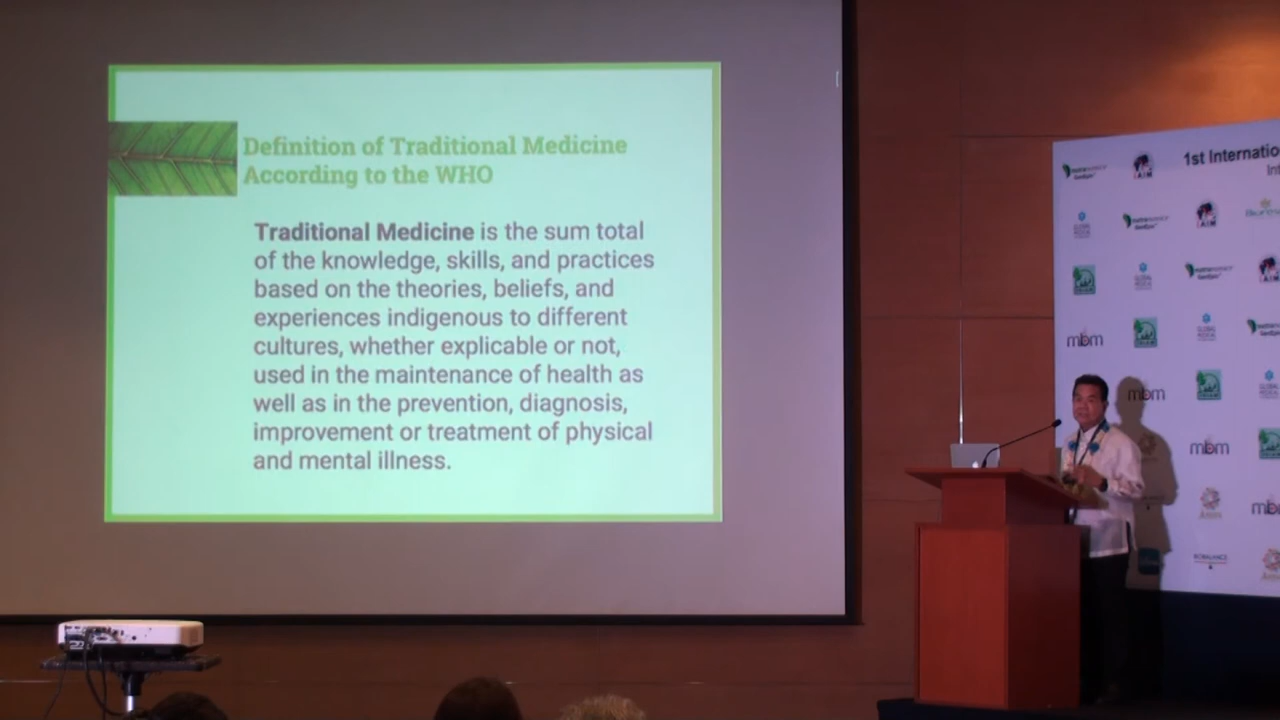 Definition of Traditional Medicine
According to the WHO
Traditional Medicine is the sum total
of the knowledge, skills, and practices
based on the theories, beliefs, and
experiences indigenous to different
cultures, whether explicable or not,
used in the maintenance of health as
well as in the prevention, diagnosis,
improvement or treatment of physical
and mental illness.
1st Internatio
Int
mbm
mbm
mbm
mbm